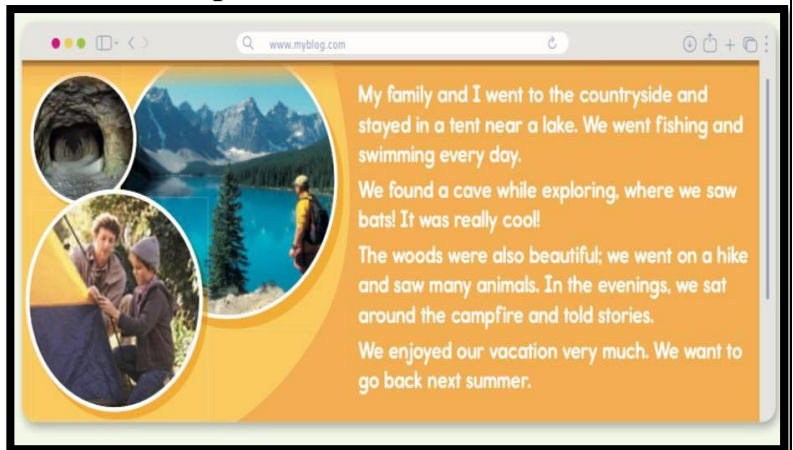 www.myblog.com
My family and I went to the countryside and
stayed in a tent near a lake. We went fishing and
swimming every day.
We found a cave while exploring, where we saw
bats! It was really cool!
The woods were also beautiful; we went on a hike
and saw many animals. In the evenings, we sat
around the campfire and told stories.
We enjoyed our vacation very much. We want to
go back next summer.